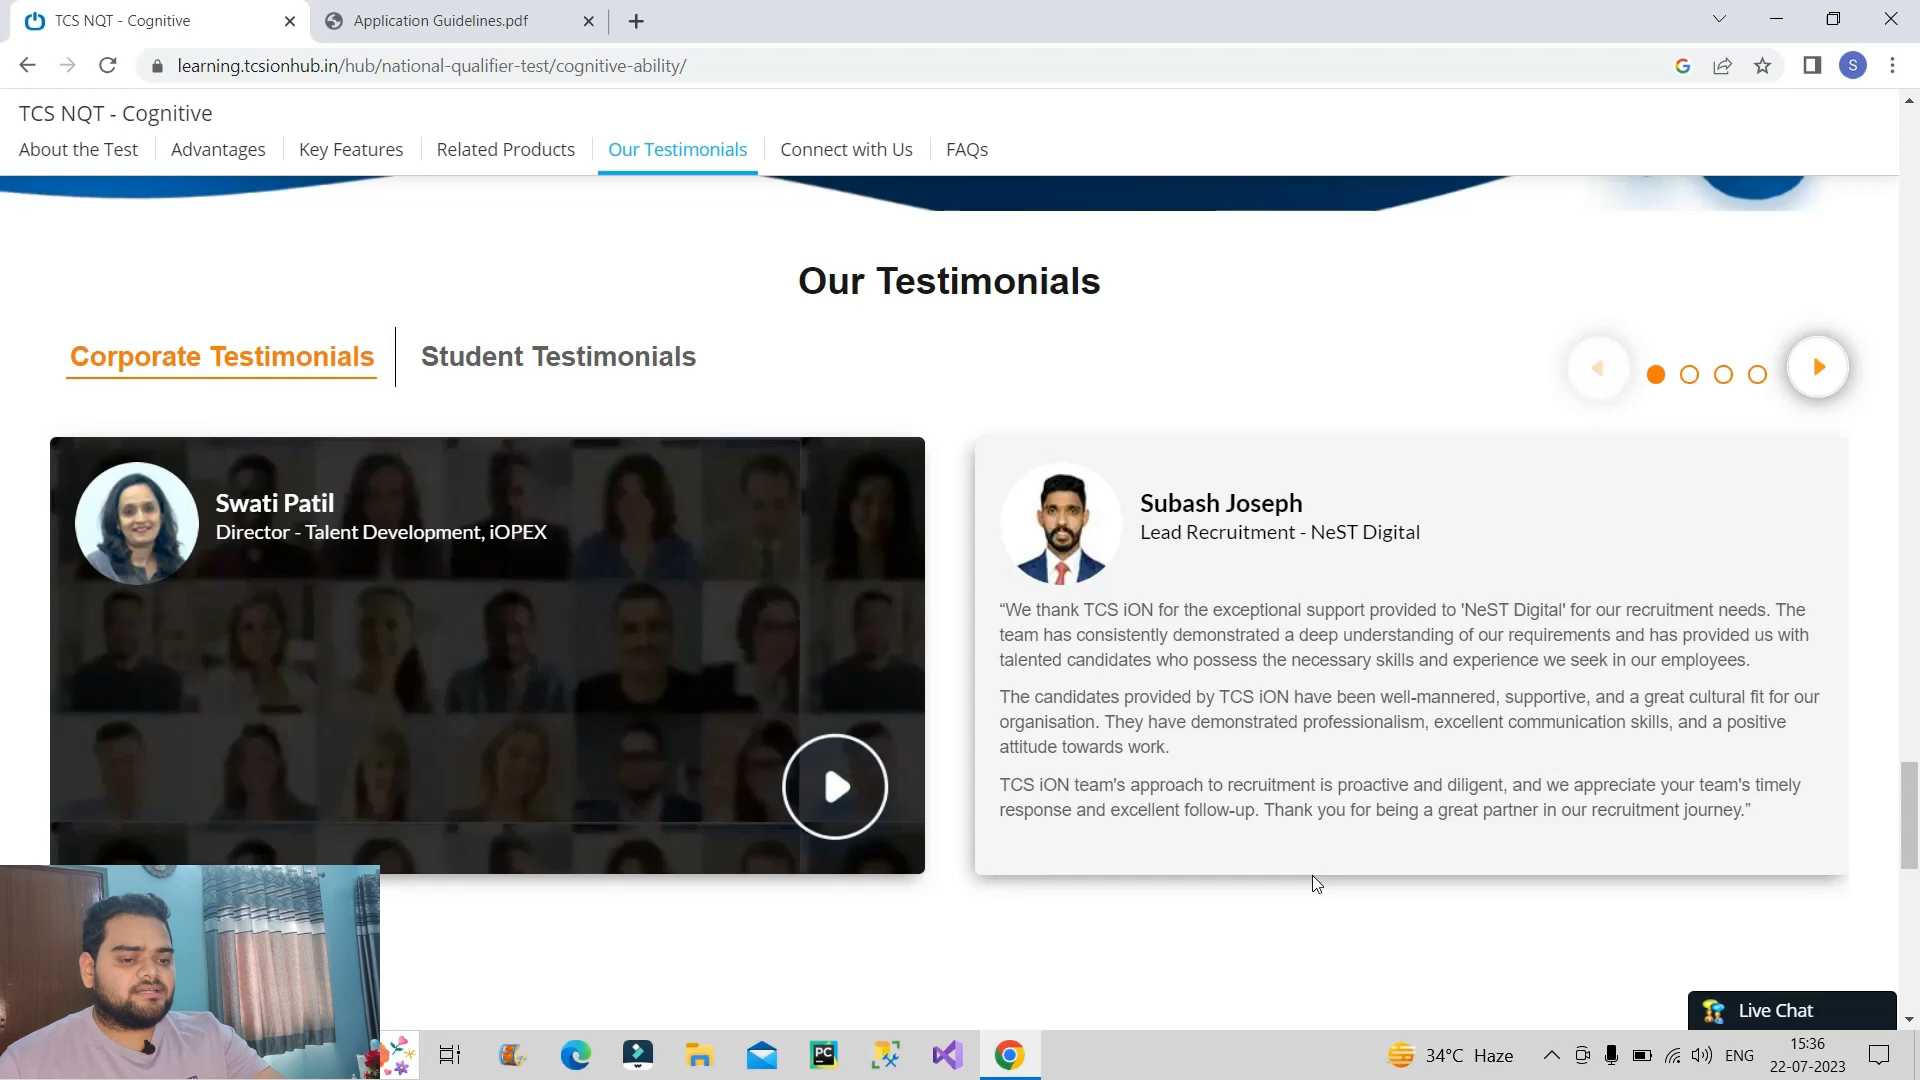 TCS NQT - Cognitive
Application Guidelines.pdf
learning.tcsionhub.in/hub/national-qualifier-test/cognitive-ability/
S
TCS NQT - Cognitive
About the Test
Advantages
Key Features
Related Products
Our Testimonials
Connect with Us
FAQs
Our Testimonials
Corporate Testimonials
Student Testimonials
Swati Patil
Director - Talent Development, iOPEX
Subash Joseph
Lead Recruitment - NeST Digital
“We thank TCS iON for the exceptional support provided to 'NeST Digital' for our recruitment needs. The
team has consistently demonstrated a deep understanding of our requirements and has provided us with
talented candidates who possess the necessary skills and experience we seek in our employees.
The candidates provided by TCS iON have been well-mannered, supportive, and a great cultural fit for our
organisation. They have demonstrated professionalism, excellent communication skills, and a positive
attitude towards work.
TCS iON team's approach to recruitment is proactive and diligent, and we appreciate your team's timely
response and excellent follow-up. Thank you for being a great partner in our recruitment journey.”
Live Chat
PC
34°C Haze
ENG
15:36
22-07-2023